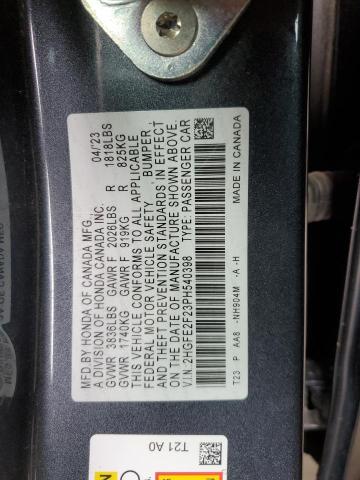 MFD.BY HONDA OF CANADA MFG. 04/23
A DIVISION OF HONDA CANADA INC.
GVWR 3836LBS GAWR F 2026LBS R 1818LBS
GVWR 1740KG GAWR F 919KG R 825KG
THIS VEHICLE CONFORMS TO ALL APPLICABLE
FEDERAL MOTOR VEHICLE SAFETY BUMPER
AND THEFT PREVENTION STANDARDS IN EFFECT
ON THE DATE OF MANUFACTURE SHOWN ABOVE.
V.I.N. 2HGFE2F23PH540398 TYPE: PASSENGER CAR
T23 P AA8 -NH904M -A -H MADE IN CANADA
T21 A0